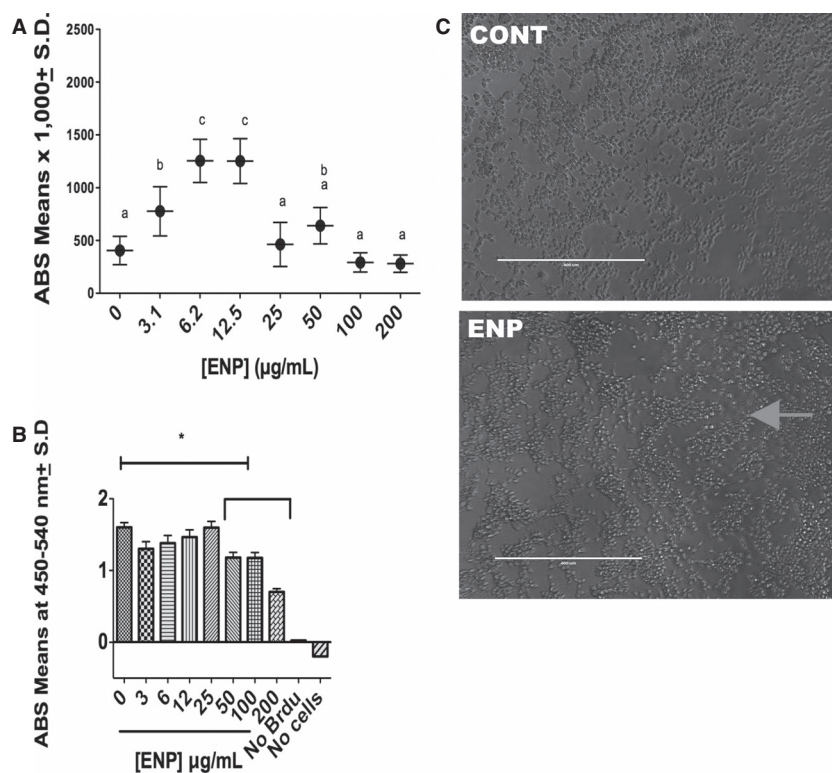 A
ABS Means x 1,000± S.D.
2500
2000
1500
1000
500
0
a
b
c
c
a
b
a
a
a
0
3.1
6.2
12.5
25
50
100
200
[ENP] (µg/mL)
B
ABS Means at 450-540 nm± S.D
*
2
1
0
0
3
6
12
25
50
100
200
No Brdu
No cells
[ENP] µg/mL
C
CONT
ENP